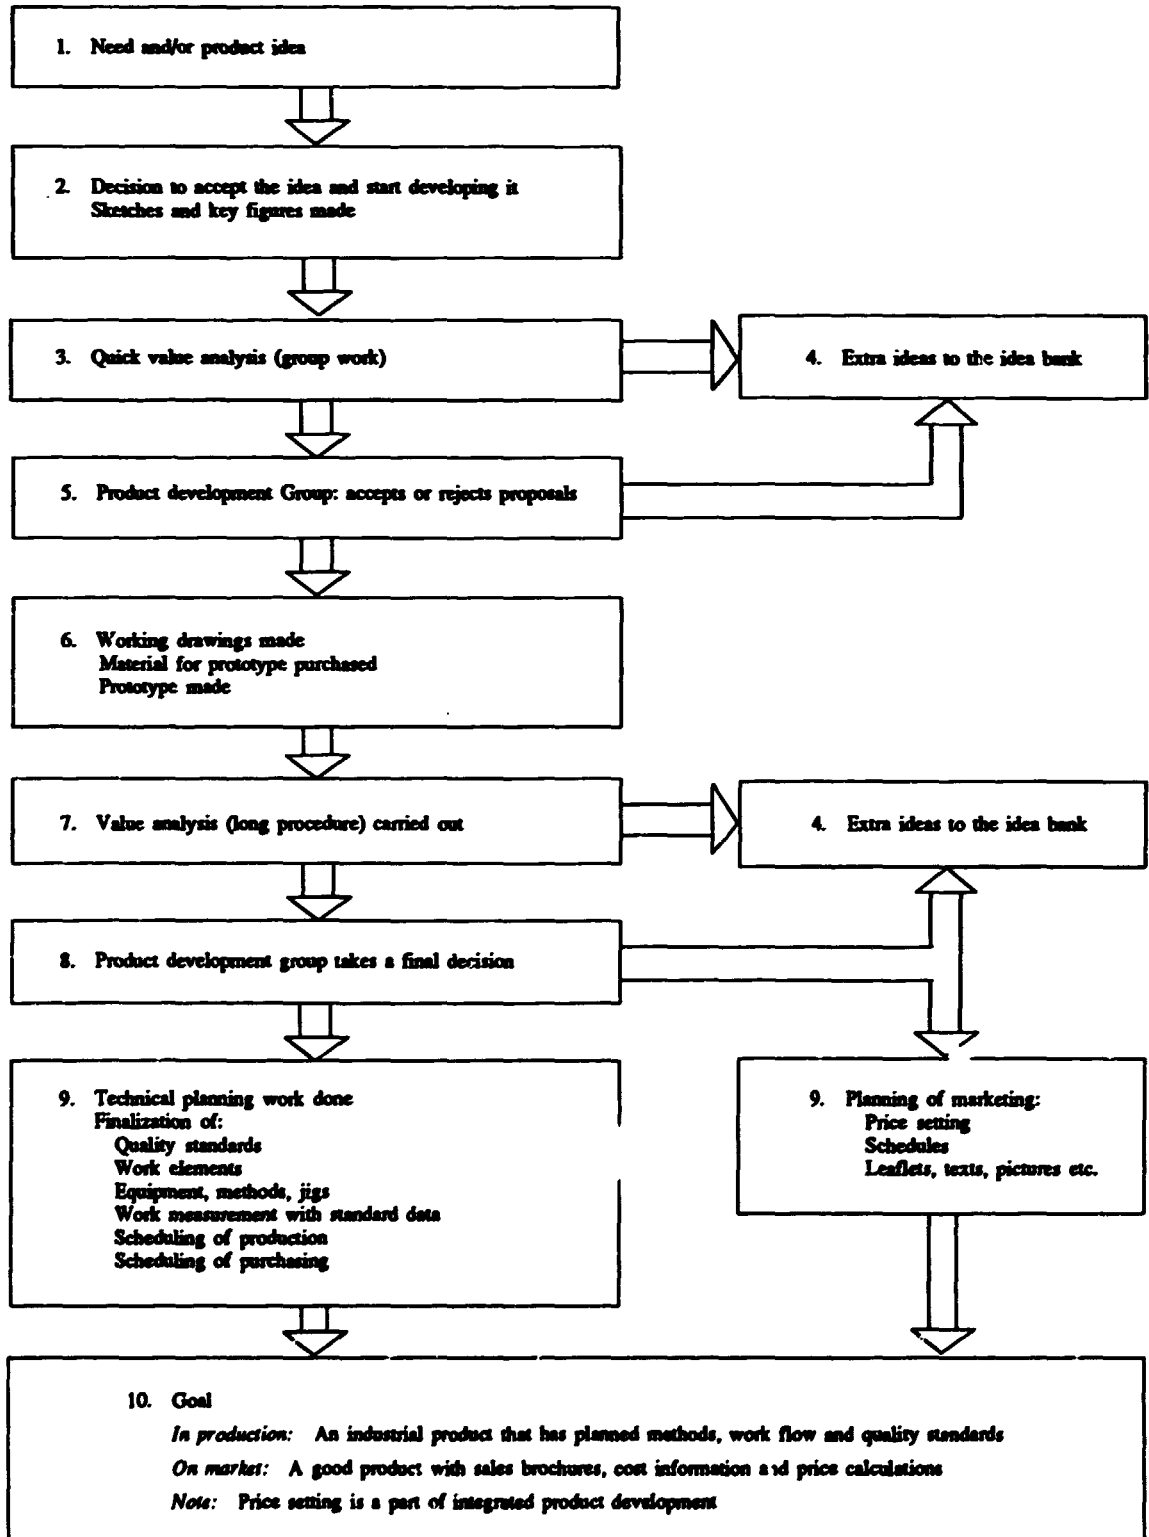 1. Need and/or product idea
2. Decision to accept the idea and start developing it
Sketches and key figures made
3. Quick value analysis (group work)
4. Extra ideas to the idea bank
5. Product development Group: accepts or rejects proposals
6. Working drawings made
Material for prototype purchased
Prototype made
7. Value analysis (long procedure) carried out
4. Extra ideas to the idea bank
8. Product development group takes a final decision
9. Technical planning work done
Finalization of:
Quality standards
Work elements
Equipment, methods, jigs
Work measurement with standard data
Scheduling of production
Scheduling of purchasing
9. Planning of marketing:
Price setting
Schedules
Leaflets, texts, pictures etc.
10. Goal
In production: An industrial product that has planned methods, work flow and quality standards
On market: A good product with sales brochures, cost information and price calculations
Note: Price setting is a part of integrated product development